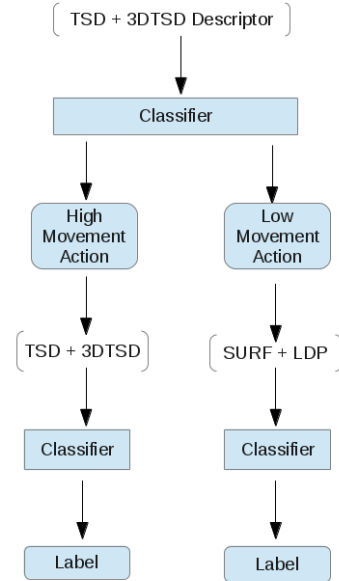 TSD + 3DTSD Descriptor
Classifier
High
Movement
Action
Low
Movement
Action
TSD + 3DTSD
SURF + LDP
Classifier
Classifier
Label
Label